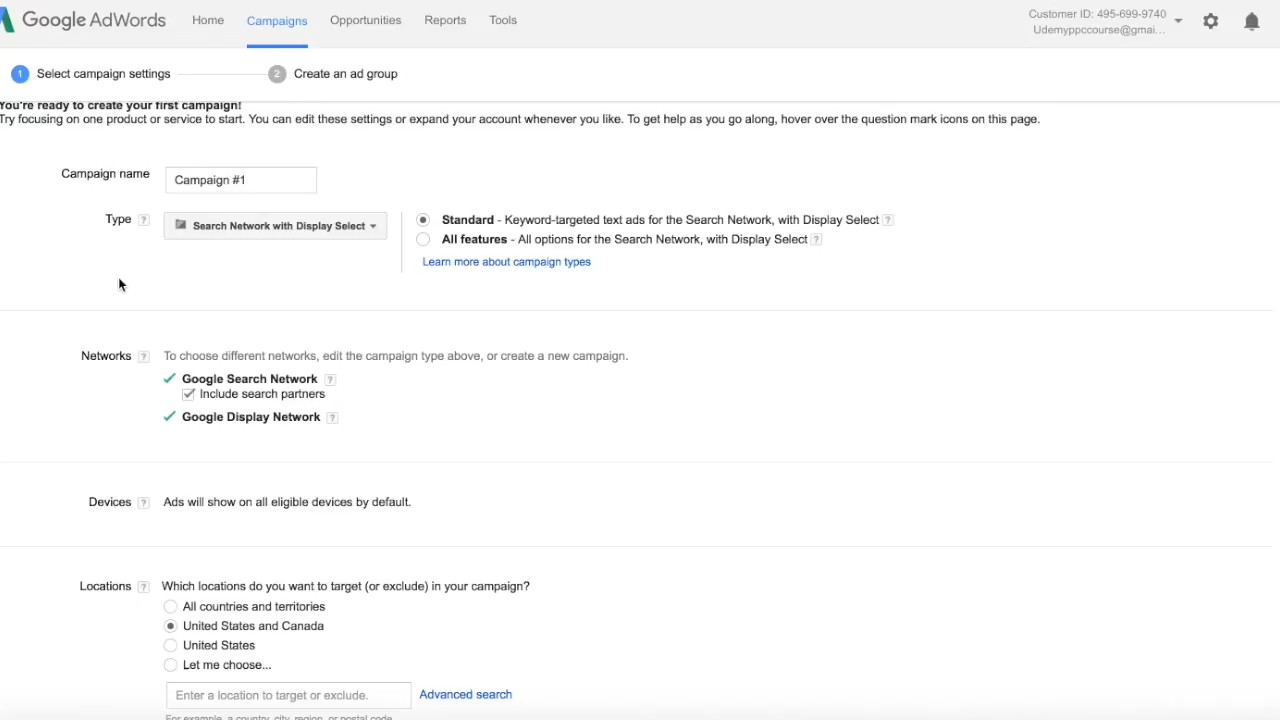 Google AdWords Home Campaigns Opportunities Reports Tools Customer ID: 495-699-9740
Udemyppccourse@gmai...
1 Select campaign settings 2 Create an ad group
You're ready to create your first campaign!
Try focusing on one product or service to start. You can edit these settings or expand your account whenever you like. To get help as you go along, hover over the question mark icons on this page.
Campaign name Campaign #1
Type ? Search Network with Display Select Standard - Keyword-targeted text ads for the Search Network, with Display Select ?
All features - All options for the Search Network, with Display Select ?
Learn more about campaign types
Networks ? To choose different networks, edit the campaign type above, or create a new campaign.
Google Search Network ?
Include search partners
Google Display Network ?
Devices ? Ads will show on all eligible devices by default.
Locations ? Which locations do you want to target (or exclude) in your campaign?
All countries and territories
United States and Canada
United States
Let me choose...
Enter a location to target or exclude. Advanced search
For example, a country, city, region, or postal code.